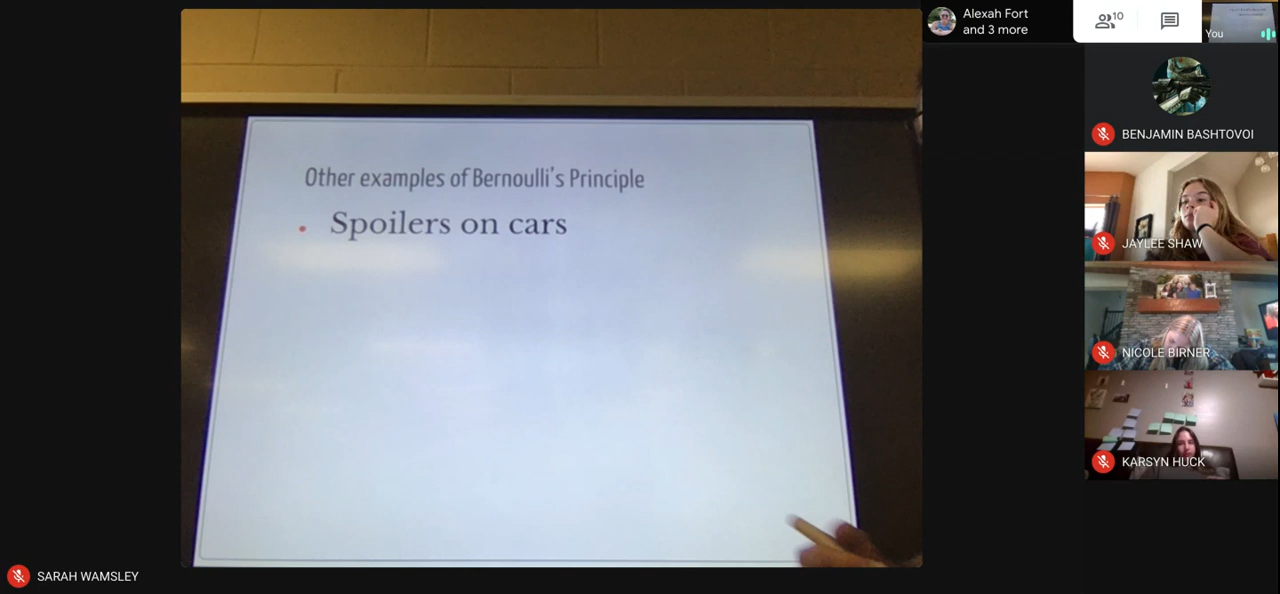 Other examples of Bernoulli's Principle
• Spoilers on cars
Alexah Fort
and 3 more
10
You
BENJAMIN BASHTOVOI
JAYLEE SHAW
NICOLE BIRNER
KARSYN HUCK
SARAH WAMSLEY